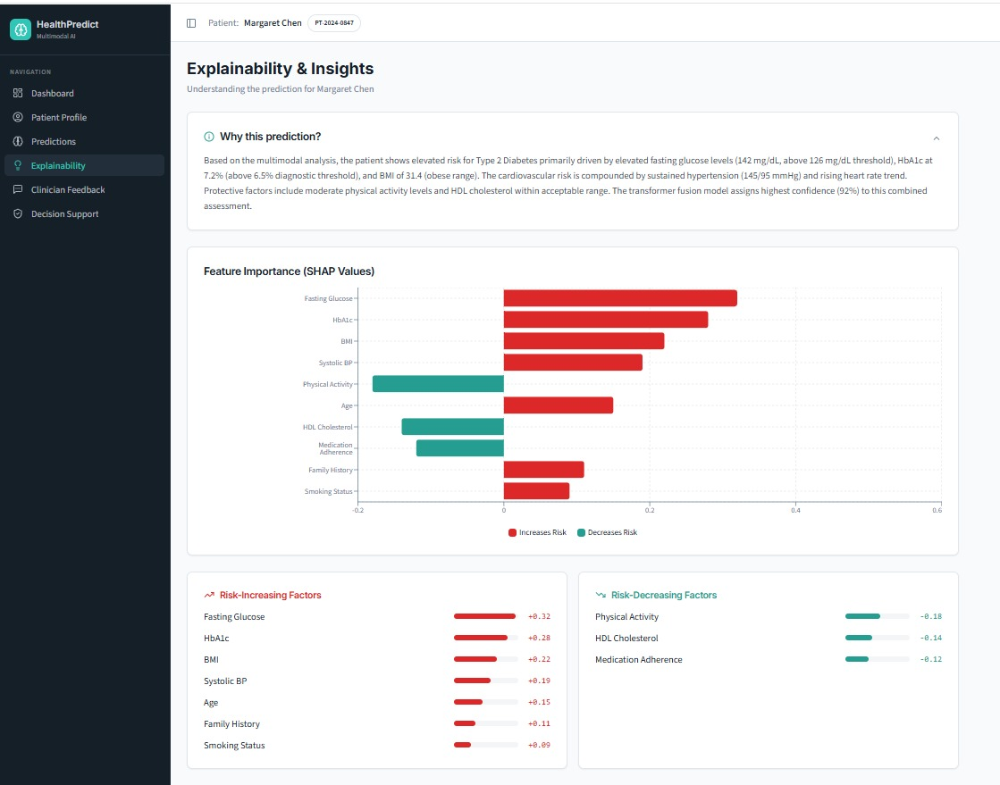 HealthPredict
Multimodal AI
NAVIGATION
Dashboard
Patient Profile
Predictions
Explainability
Clinician Feedback
Decision Support
Patient: Margaret Chen PT-2024-0847
Explainability & Insights
Understanding the prediction for Margaret Chen
Why this prediction?
Based on the multimodal analysis, the patient shows elevated risk for Type 2 Diabetes primarily driven by elevated fasting glucose levels (142 mg/dL, above 126 mg/dL threshold), HbA1c at
7.2% (above 6.5% diagnostic threshold), and BMI of 31.4 (obese range). The cardiovascular risk is compounded by sustained hypertension (145/95 mmHg) and rising heart rate trend.
Protective factors include moderate physical activity levels and HDL cholesterol within acceptable range. The transformer fusion model assigns highest confidence (92%) to this combined
assessment.
Feature Importance (SHAP Values)
Fasting Glucose
HbA1c
BMI
Systolic BP
Physical Activity
Age
HDL Cholesterol
Medication
Adherence
Family History
Smoking Status
-0.2 0 0.2 0.4 0.6
Increases Risk Decreases Risk
Risk-Increasing Factors
Fasting Glucose +0.32
HbA1c +0.28
BMI +0.22
Systolic BP +0.19
Age +0.15
Family History +0.11
Smoking Status +0.09
Risk-Decreasing Factors
Physical Activity -0.18
HDL Cholesterol -0.14
Medication Adherence -0.12